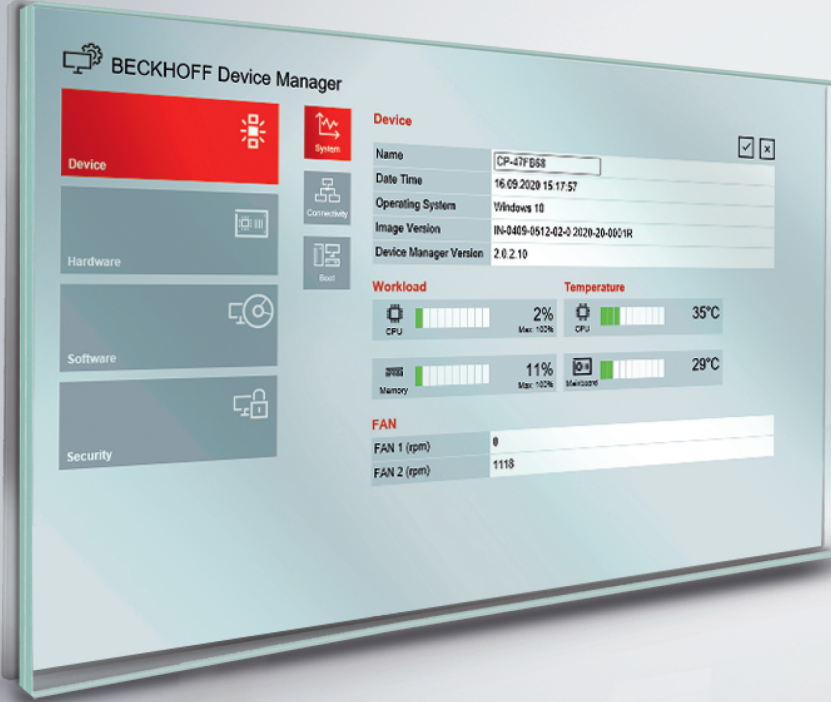 BECKHOFF Device Manager
Device
Hardware
Software
Security
System
Connectivity
Boot
Device
Name CP-47FB68
Date Time 16.09.2020 15:17:57
Operating System Windows 10
Image Version IN-0409-0512-02-0 2020-20-0001R
Device Manager Version 2.0.2.10
Workload Temperature
CPU 2% Max: 100% CPU 35°C
Memory 11% Max: 100% Mainboard 29°C
FAN
FAN 1 (rpm) 0
FAN 2 (rpm) 1118